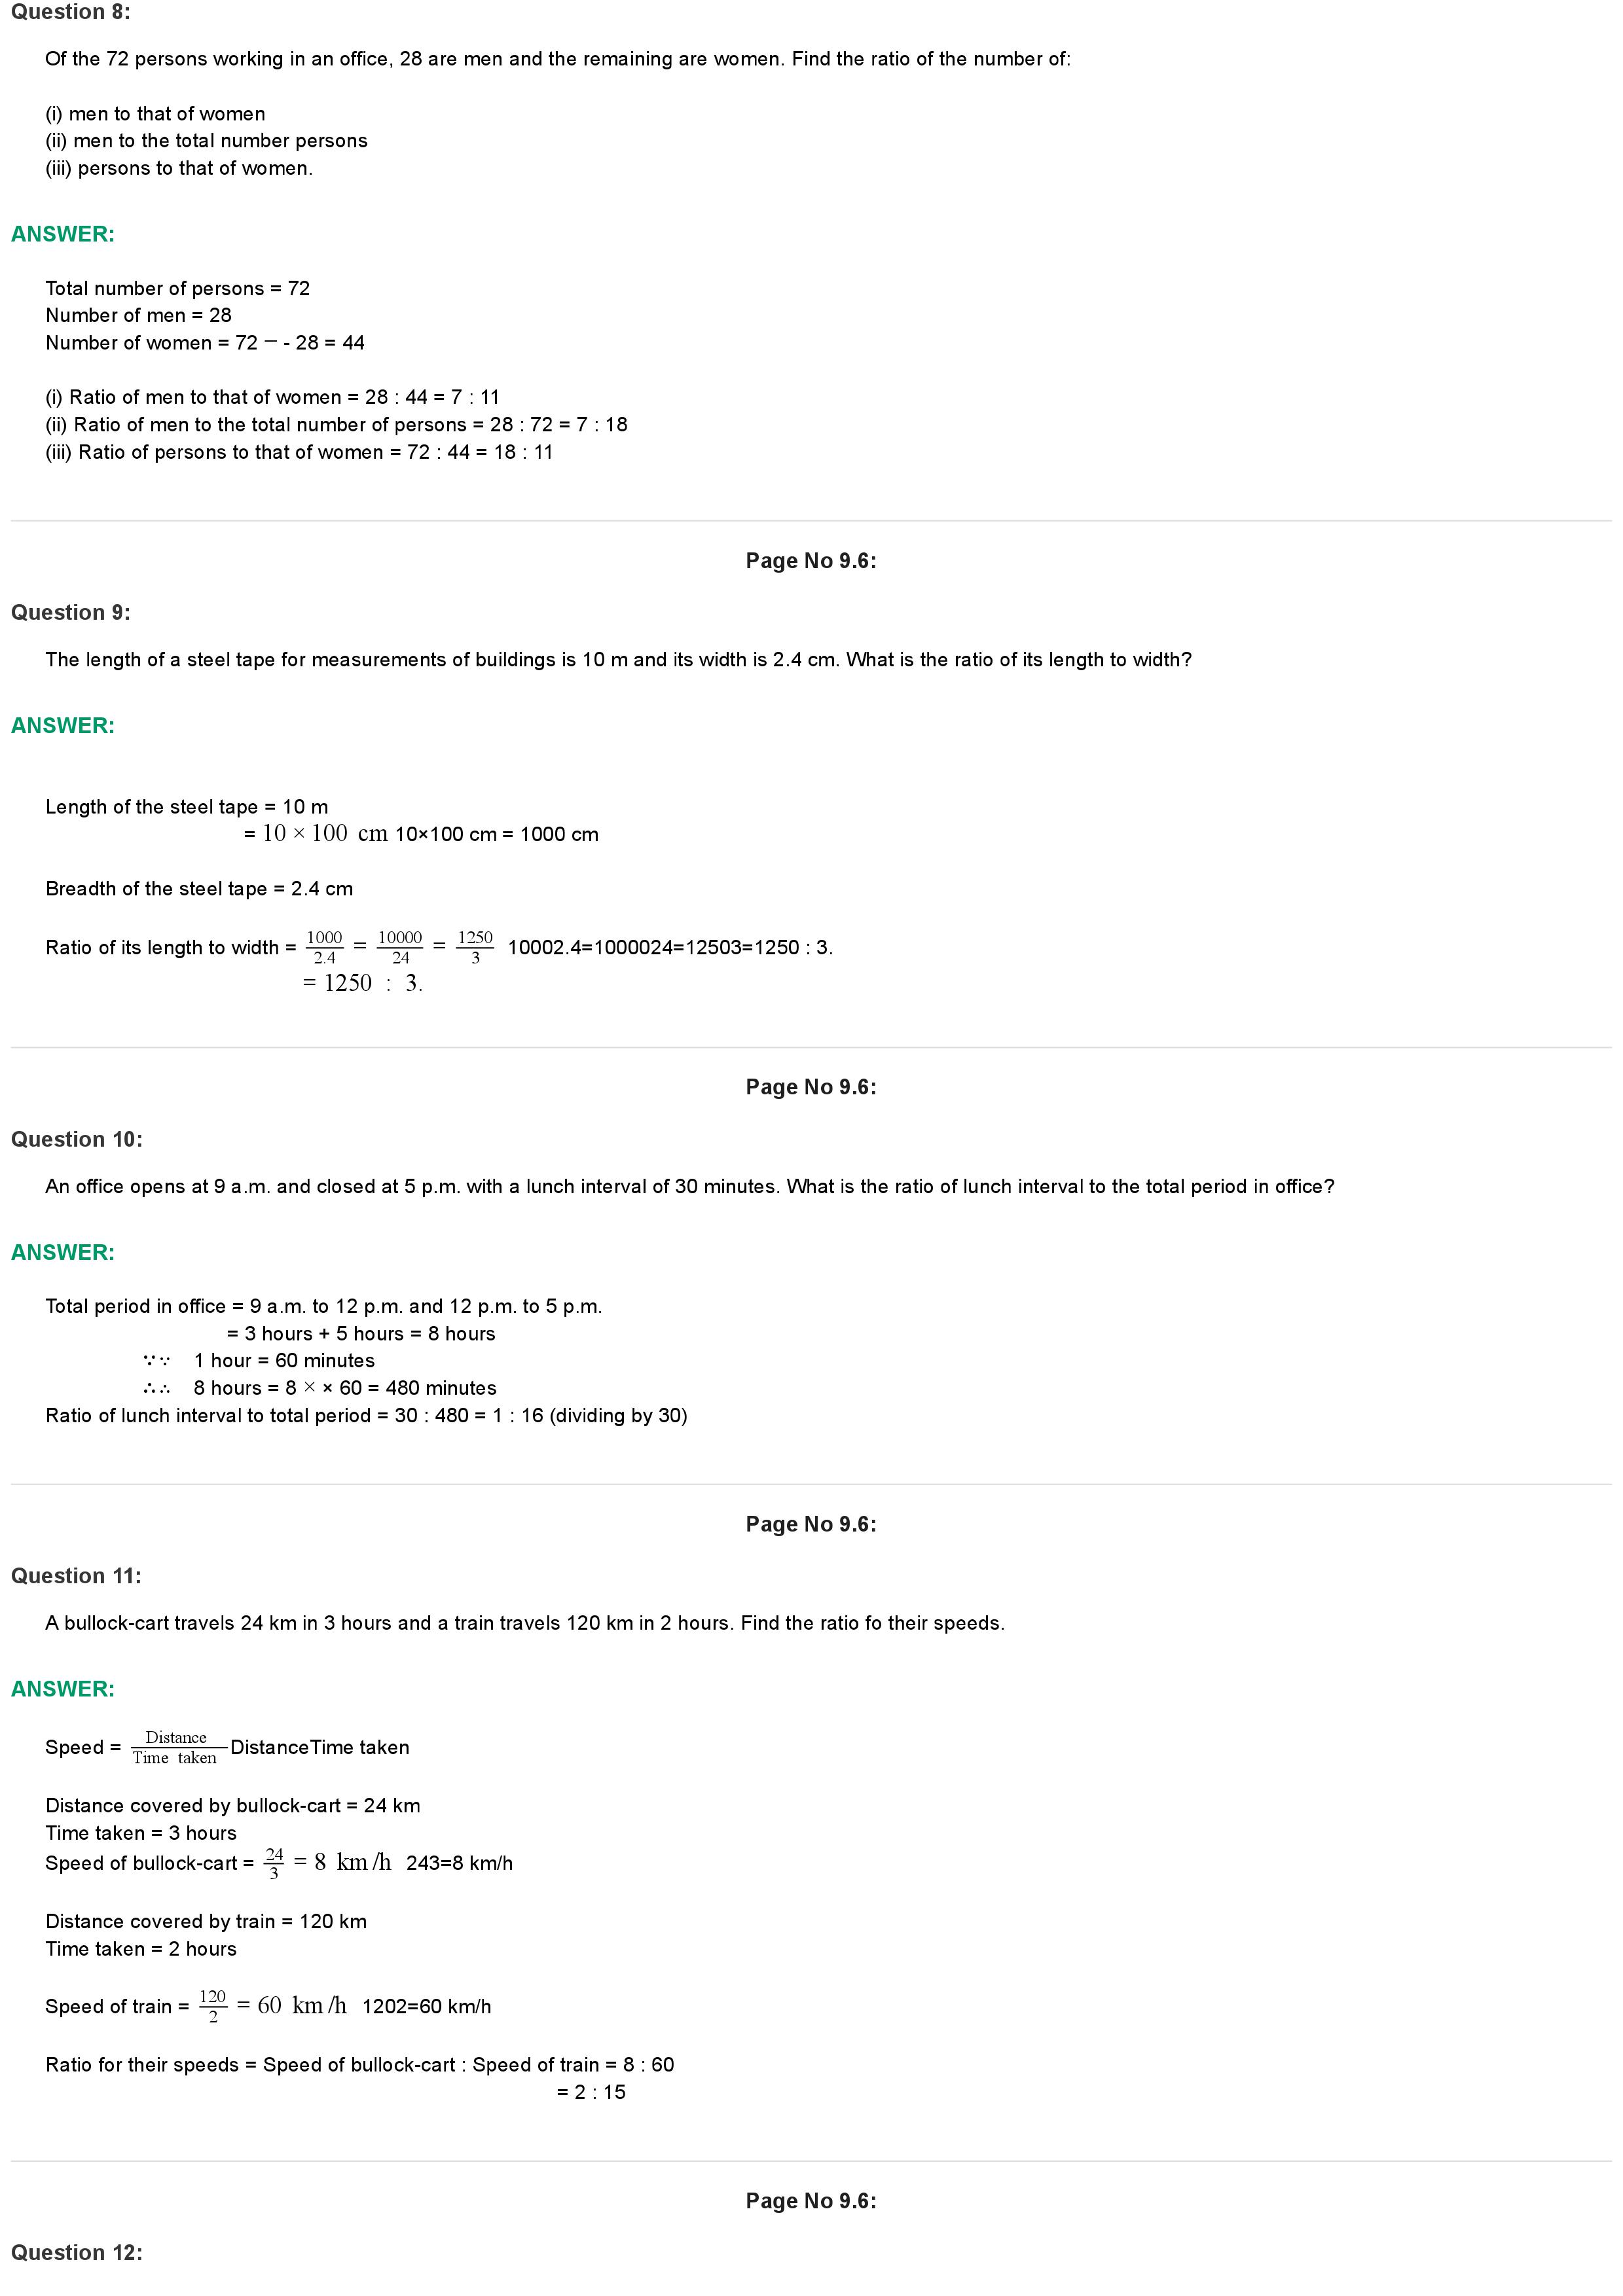 Question 8:
Of the 72 persons working in an office, 28 are men and the remaining are women. Find the ratio of the number of:
(i) men to that of women
(ii) men to the total number persons
(iii) persons to that of women.
ANSWER:
Total number of persons = 72
Number of men = 28
Number of women = 72 − - 28 = 44
(i) Ratio of men to that of women = 28 : 44 = 7 : 11
(ii) Ratio of men to the total number of persons = 28 : 72 = 7 : 18
(iii) Ratio of persons to that of women = 72 : 44 = 18 : 11
Page No 9.6:
Question 9:
The length of a steel tape for measurements of buildings is 10 m and its width is 2.4 cm. What is the ratio of its length to width?
ANSWER:
Length of the steel tape = 10 m
= 10 × 100 cm 10×100 cm = 1000 cm
Breadth of the steel tape = 2.4 cm
Ratio of its length to width = 1000/2.4 = 10000/24 = 1250/3 10002.4=1000024=12503=1250 : 3.
= 1250 : 3.
Page No 9.6:
Question 10:
An office opens at 9 a.m. and closed at 5 p.m. with a lunch interval of 30 minutes. What is the ratio of lunch interval to the total period in office?
ANSWER:
Total period in office = 9 a.m. to 12 p.m. and 12 p.m. to 5 p.m.
= 3 hours + 5 hours = 8 hours
∵ ∵ 1 hour = 60 minutes
∴ ∴ 8 hours = 8 × × 60 = 480 minutes
Ratio of lunch interval to total period = 30 : 480 = 1 : 16 (dividing by 30)
Page No 9.6:
Question 11:
A bullock-cart travels 24 km in 3 hours and a train travels 120 km in 2 hours. Find the ratio fo their speeds.
ANSWER:
Speed = Distance/Time taken DistanceTime taken
Distance covered by bullock-cart = 24 km
Time taken = 3 hours
Speed of bullock-cart = 24/3 = 8 km/h 243=8 km/h
Distance covered by train = 120 km
Time taken = 2 hours
Speed of train = 120/2 = 60 km/h 1202=60 km/h
Ratio for their speeds = Speed of bullock-cart : Speed of train = 8 : 60
= 2 : 15
Page No 9.6:
Question 12: